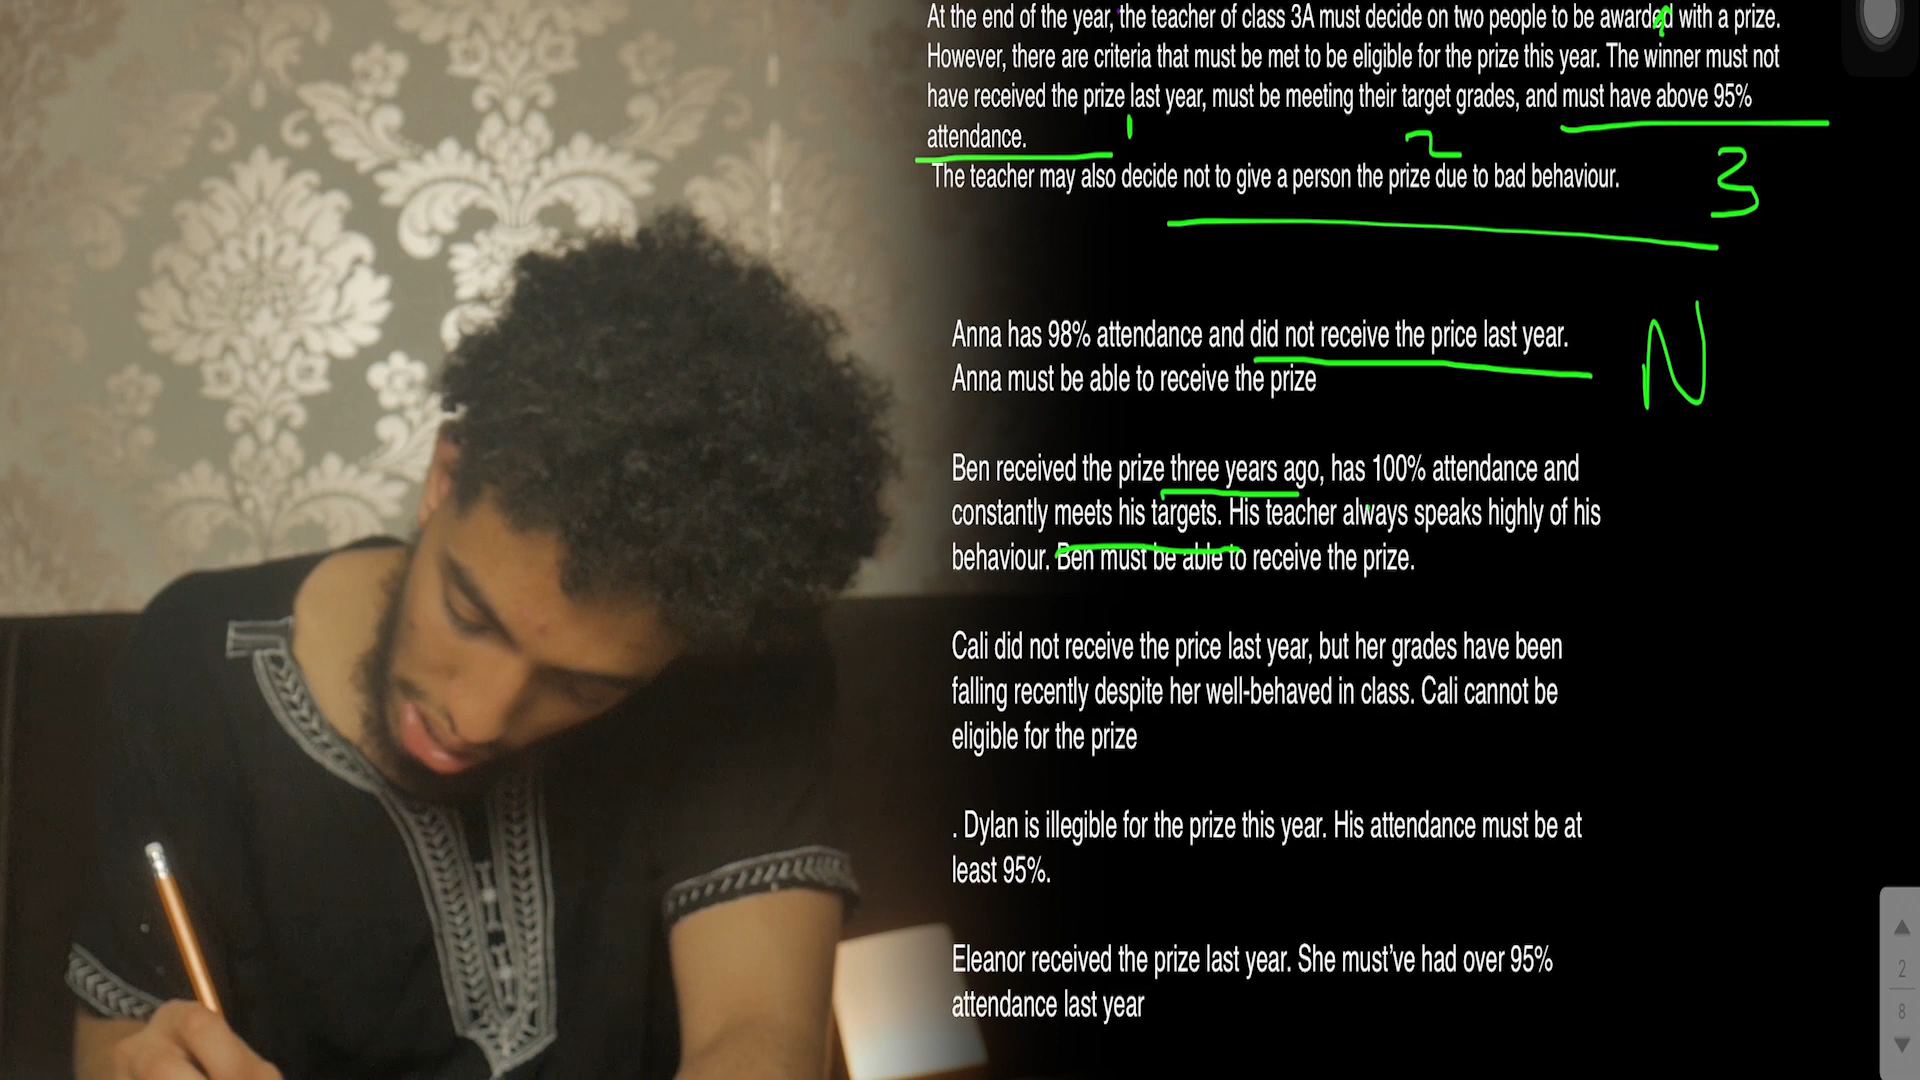 At the end of the year, the teacher of class 3A must decide on two people to be awarded with a prize.
However, there are criteria that must be met to be eligible for the prize this year. The winner must not
have received the prize last year, must be meeting their target grades, and must have above 95%
attendance.
1
2
3
The teacher may also decide not to give a person the prize due to bad behaviour.
Anna has 98% attendance and did not receive the price last year.
Anna must be able to receive the prize
N
Ben received the prize three years ago, has 100% attendance and
constantly meets his targets. His teacher always speaks highly of his
behaviour. Ben must be able to receive the prize.
Cali did not receive the price last year, but her grades have been
falling recently despite her well-behaved in class. Cali cannot be
eligible for the prize
. Dylan is illegible for the prize this year. His attendance must be at
least 95%.
Eleanor received the prize last year. She must've had over 95%
attendance last year
2
8